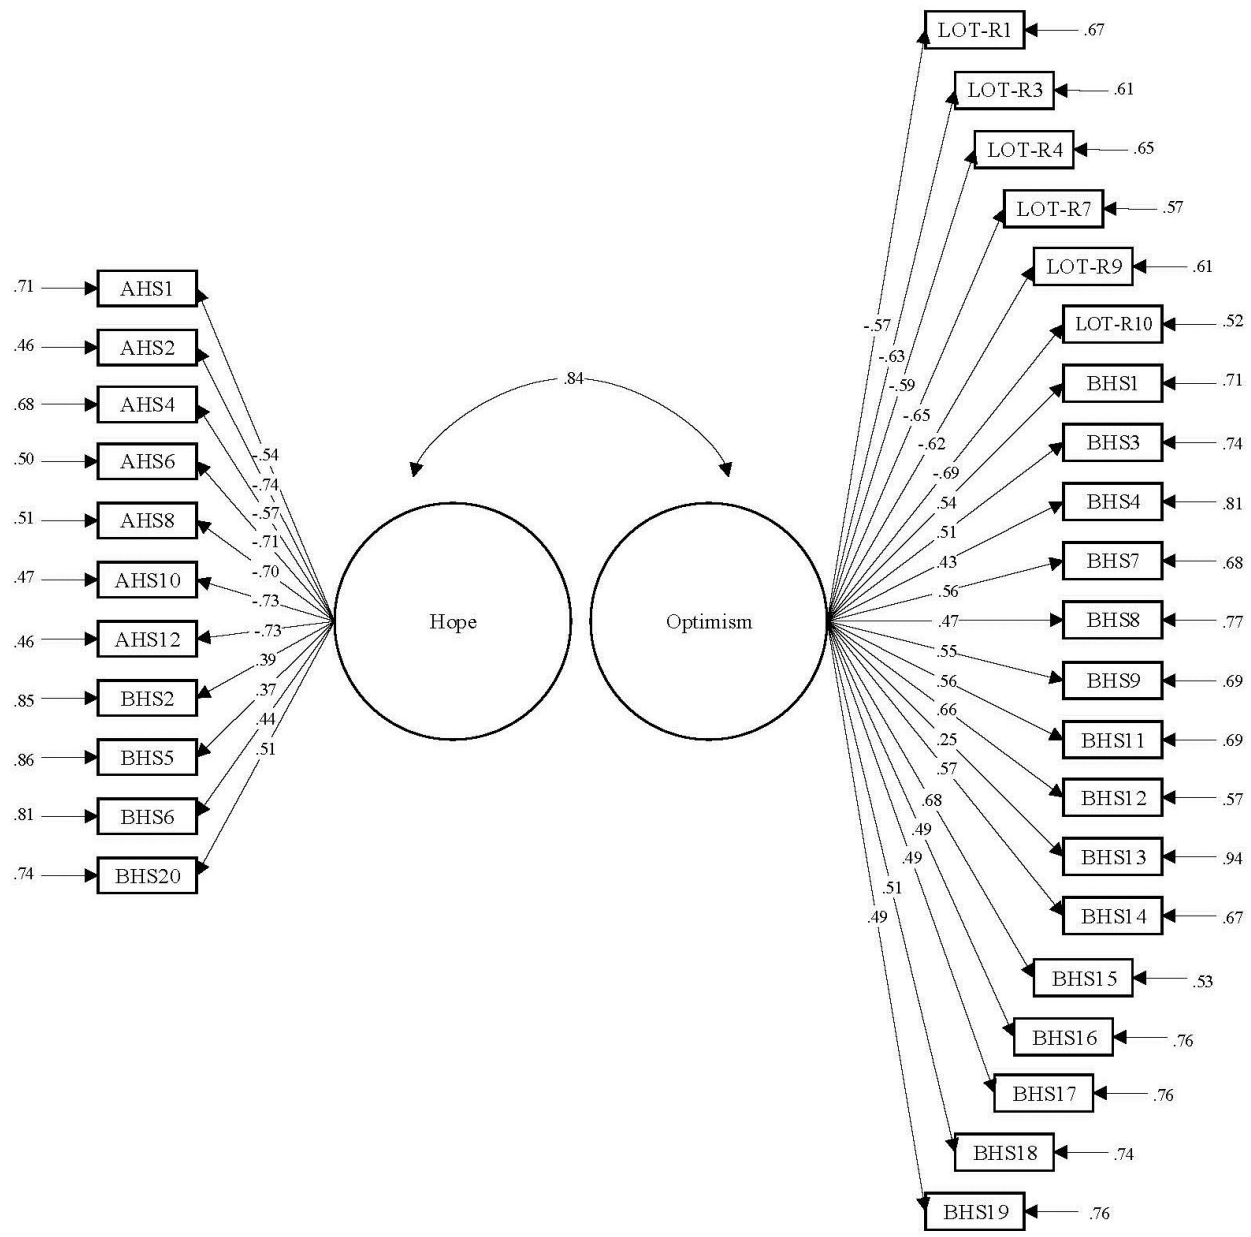 LOT-R1 .67
LOT-R3 .61
LOT-R4 .65
LOT-R7 .57
LOT-R9 .61
LOT-R10 .52
BHS1 .71
BHS3 .74
BHS4 .81
BHS7 .68
BHS8 .77
BHS9 .69
BHS11 .69
BHS12 .57
BHS13 .94
BHS14 .67
BHS15 .53
BHS16 .76
BHS17 .76
BHS18 .74
BHS19 .76
-.57
-.63
-.59
-.65
-.62
-.69
.54
.51
.43
.56
.47
.55
.56
.66
.25
.57
.68
.49
.49
.51
.49
.84
Hope
Optimism
.71 AHS1
.46 AHS2
.68 AHS4
.50 AHS6
.51 AHS8
.47 AHS10
.46 AHS12
.85 BHS2
.86 BHS5
.81 BHS6
.74 BHS20
-.54
-.74
-.57
-.71
-.70
-.73
-.73
.39
.37
.44
.51